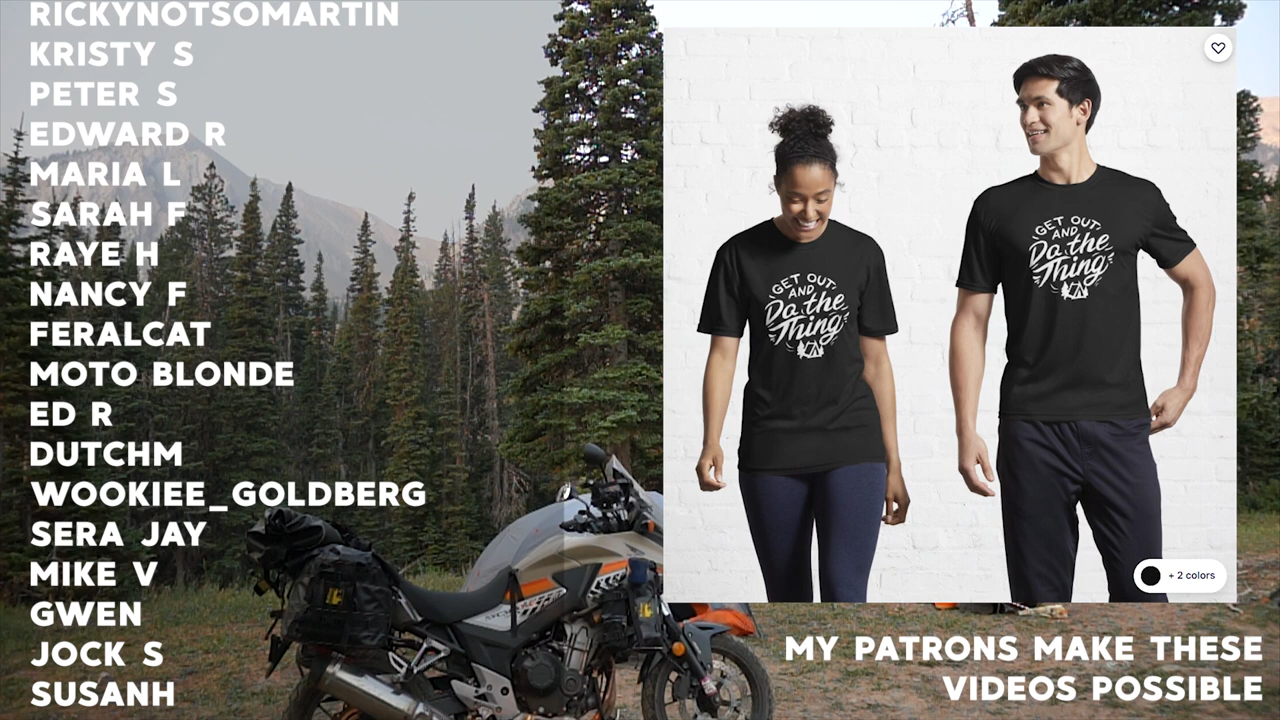 RICKYNOTSOMARTIN
KRISTY S
PETER S
EDWARD R
MARIA L
SARAH F
RAYE H
NANCY F
FERALCAT
MOTO BLONDE
ED R
DUTCHM
WOOKIEE_GOLDBERG
SERA JAY
MIKE V
GWEN
JOCK S
SUSANH
GET OUT
AND
Do the
Thing
GET OUT
AND
Do the
Thing
+ 2 colors
MY PATRONS MAKE THESE
VIDEOS POSSIBLE